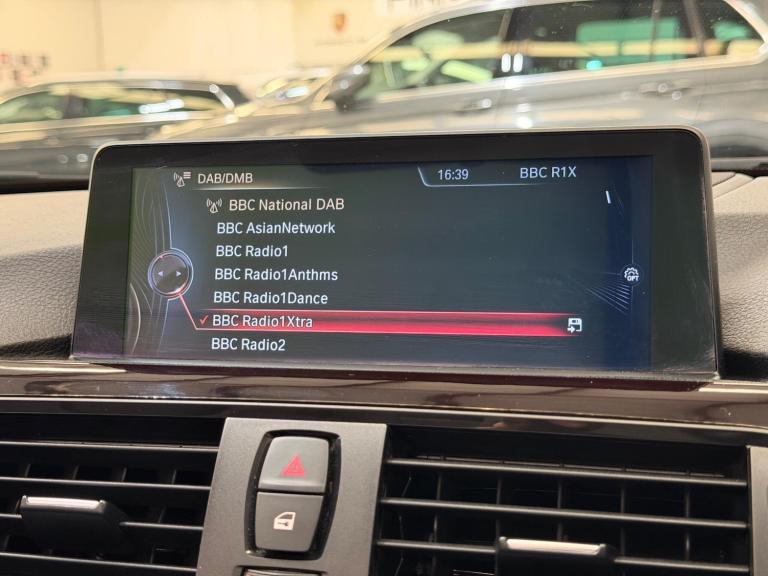 DAB/DMB 16:39 BBC R1X
BBC National DAB
BBC AsianNetwork
BBC Radio1
BBC Radio1Anthms
BBC Radio1Dance
BBC Radio1Xtra
BBC Radio2
OPT